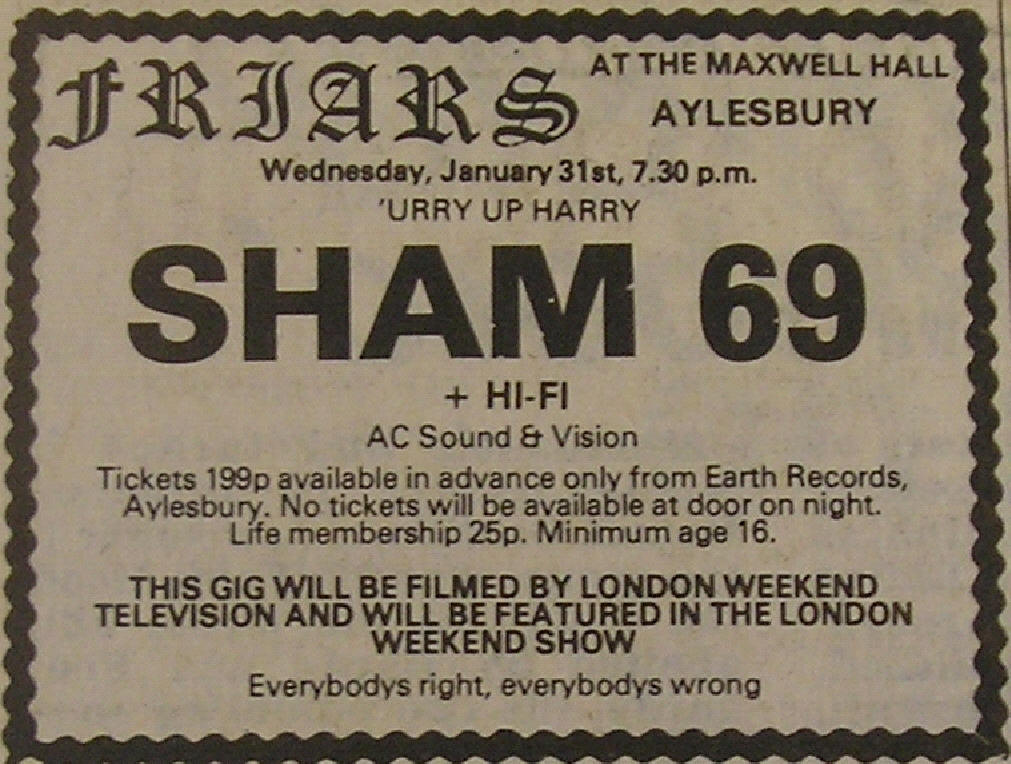 FRIARS AT THE MAXWELL HALL
AYLESBURY
Wednesday, January 31st, 7.30 p.m.
'URRY UP HARRY
SHAM 69
+ HI-FI
AC Sound & Vision
Tickets 199p available in advance only from Earth Records,
Aylesbury. No tickets will be available at door on night.
Life membership 25p. Minimum age 16.
THIS GIG WILL BE FILMED BY LONDON WEEKEND
TELEVISION AND WILL BE FEATURED IN THE LONDON
WEEKEND SHOW
Everybodys right, everybodys wrong